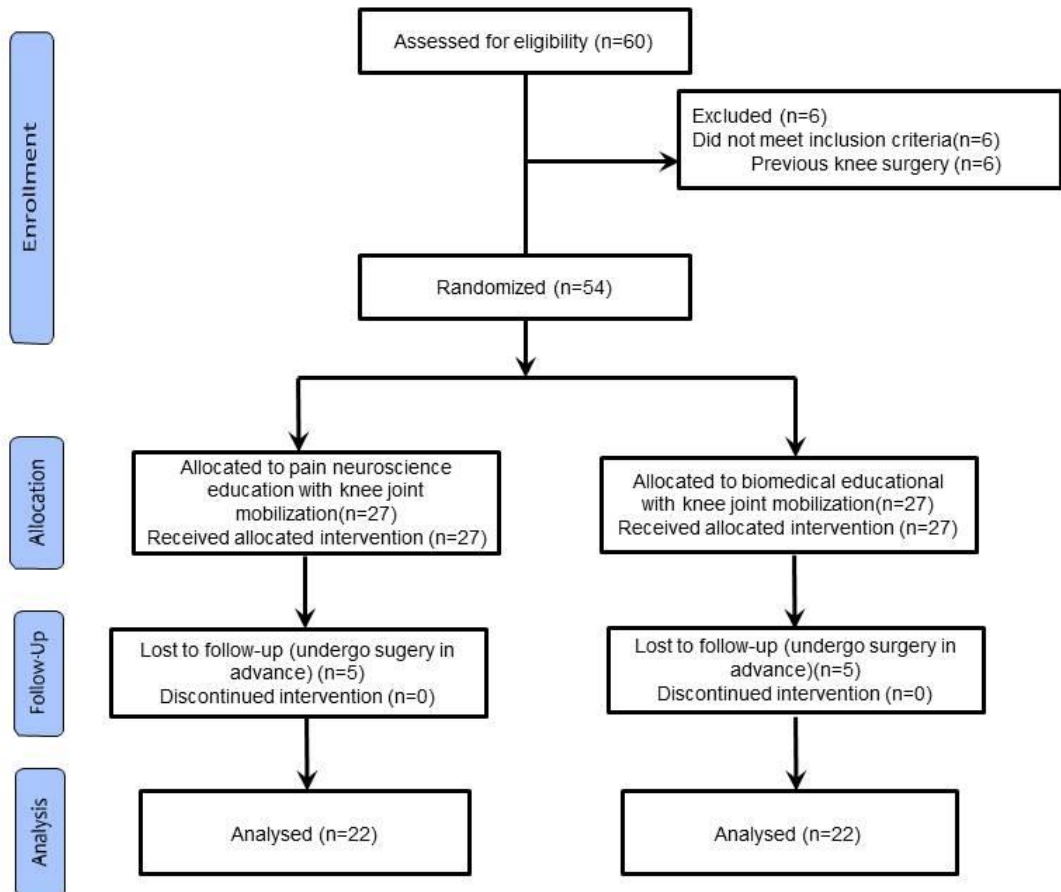 Enrollment
Assessed for eligibility (n=60)
Excluded (n=6)
Did not meet inclusion criteria(n=6)
Previous knee surgery (n=6)
Randomized (n=54)
Allocation
Allocated to pain neuroscience
education with knee joint
mobilization(n=27)
Received allocated intervention (n=27)
Allocated to biomedical educational
with knee joint mobilization(n=27)
Received allocated intervention (n=27)
Follow-Up
Lost to follow-up (undergo sugery in
advance) (n=5)
Discontinued intervention (n=0)
Lost to follow-up (undergo surgery in
advance)(n=5)
Discontinued intervention (n=0)
Analysis
Analysed (n=22)
Analysed (n=22)